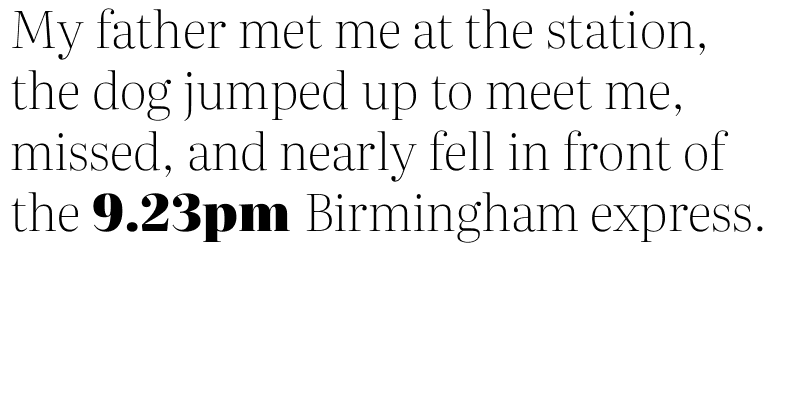 My father met me at the station,
the dog jumped up to meet me,
missed, and nearly fell in front of
the 9.23pm Birmingham express.